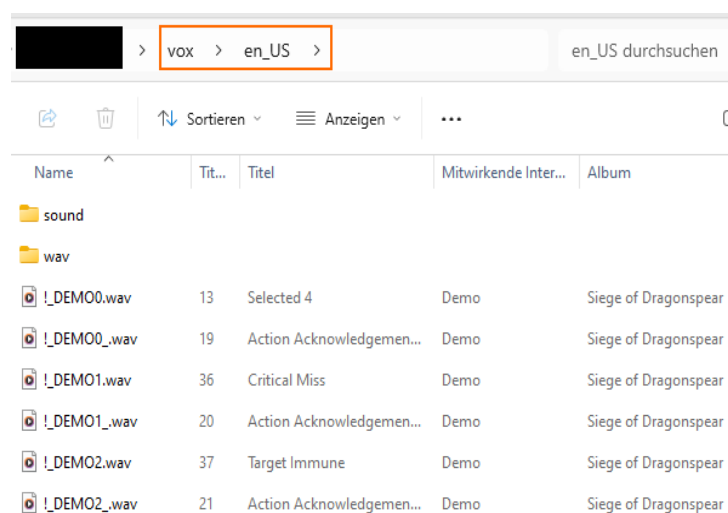 vox > en_US > en_US durchsuchen
Sortieren Anzeigen ...
Name Tit... Titel Mitwirkende Inter... Album
sound
wav
!_DEMO0.wav 13 Selected 4 Demo Siege of Dragonspear
!_DEMO0_.wav 19 Action Acknowledgemen... Demo Siege of Dragonspear
!_DEMO1.wav 36 Critical Miss Demo Siege of Dragonspear
!_DEMO1_.wav 20 Action Acknowledgemen... Demo Siege of Dragonspear
!_DEMO2.wav 37 Target Immune Demo Siege of Dragonspear
!_DEMO2_.wav 21 Action Acknowledgemen... Demo Siege of Dragonspear